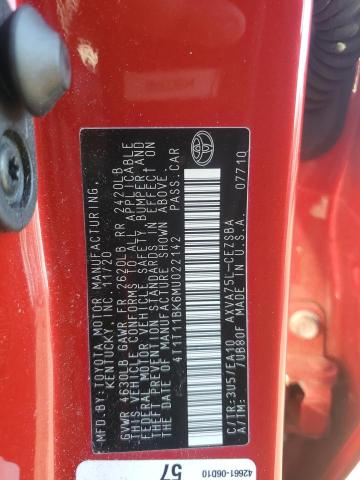 MFD.BY: TOYOTA MOTOR MANUFACTURING,
KENTUCKY, INC. 11/20
GVWR 4630LB GAWR FR 2620LB RR 2420LB
THIS VEHICLE CONFORMS TO ALL APPLICABLE
FEDERAL MOTOR VEHICLE SAFETY, BUMPER, AND
THEFT PREVENTION STANDARDS IN EFFECT ON
THE DATE OF MANUFACTURE SHOWN ABOVE.
4T1T11BK6MU022142 PASS.CAR
C/TR:3U5/EA10 AXVA75L-CEZSBA
A/TM: /UB80F MADE IN U.S.A. 07710
42661-06D10
57